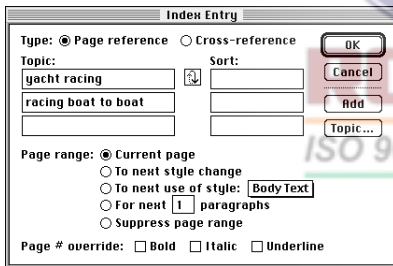 Index Entry
Type: Page reference Cross-reference
OK
Topic: Sort:
yacht racing
Cancel
racing boat to boat
Add
Topic...
Page range: Current page
ISO 9
To next style change
To next use of style: Body Text
For next 1 paragraphs
Suppress page range
Page # override: Bold Italic Underline